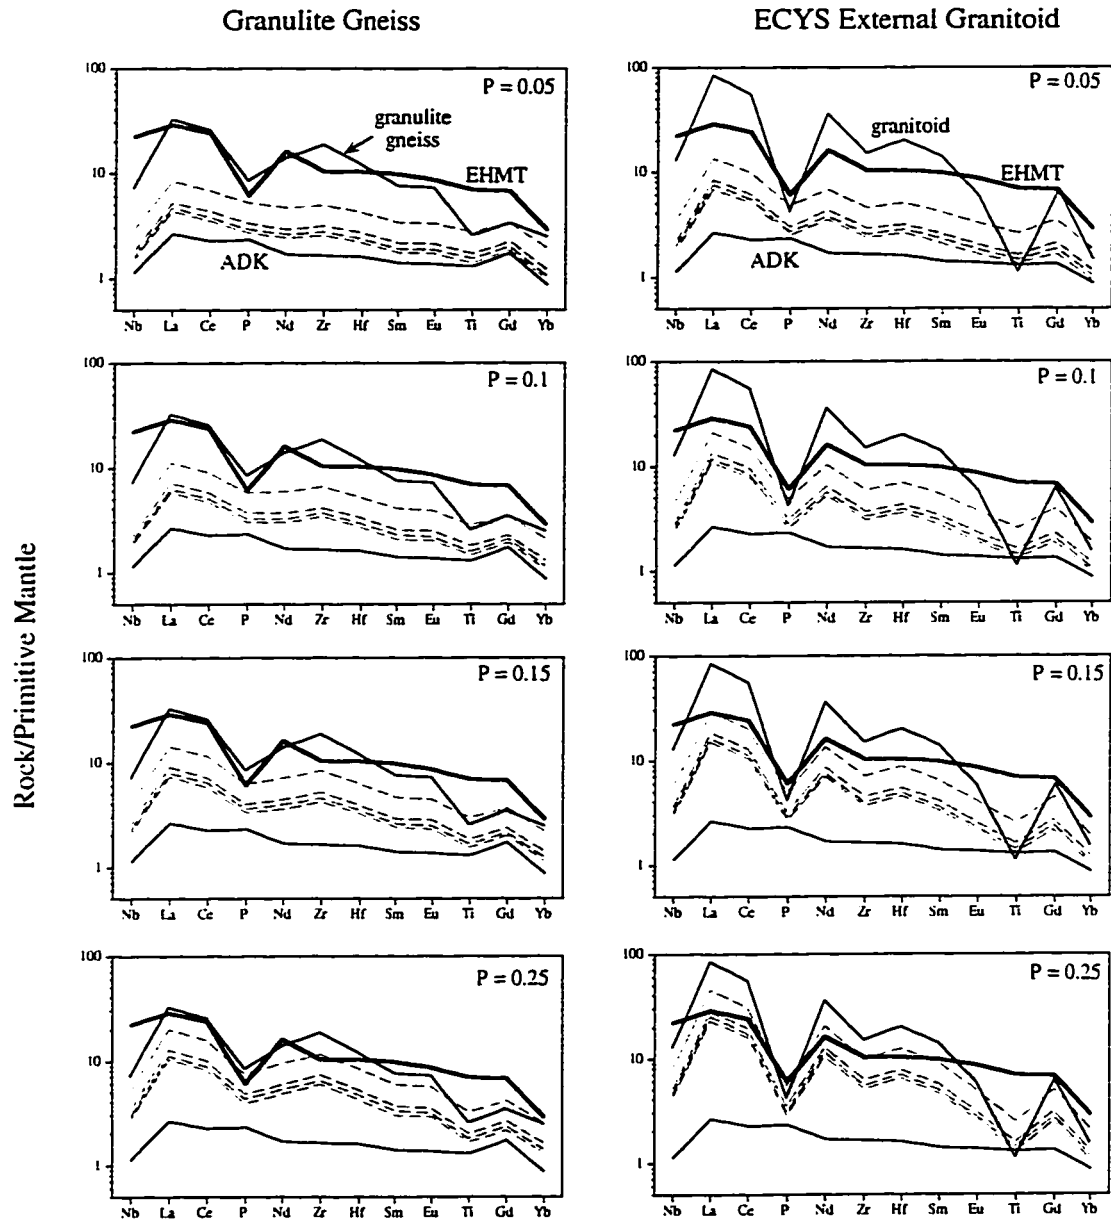 Granulite Gneiss
ECYS External Granitoid
Rock/Primitive Mantle
100
10
1
P = 0.05
granulite
gneiss
EHMT
ADK
Nb La Ce P Nd Zr Hf Sm Eu Ti Gd Yb
100
10
1
P = 0.05
granitoid
EHMT
ADK
Nb La Ce P Nd Zr Hf Sm Eu Ti Gd Yb
100
10
1
P = 0.1
Nb La Ce P Nd Zr Hf Sm Eu Ti Gd Yb
100
10
1
P = 0.1
Nb La Ce P Nd Zr Hf Sm Eu Ti Gd Yb
100
10
1
P = 0.15
Nb La Ce P Nd Zr Hf Sm Eu Ti Gd Yb
100
10
1
P = 0.15
Nb La Ce P Nd Zr Hf Sm Eu Ti Gd Yb
100
10
1
P = 0.25
Nb La Ce P Nd Zr Hf Sm Eu Ti Gd Yb
100
10
1
P = 0.25
Nb La Ce P Nd Zr Hf Sm Eu Ti Gd Yb